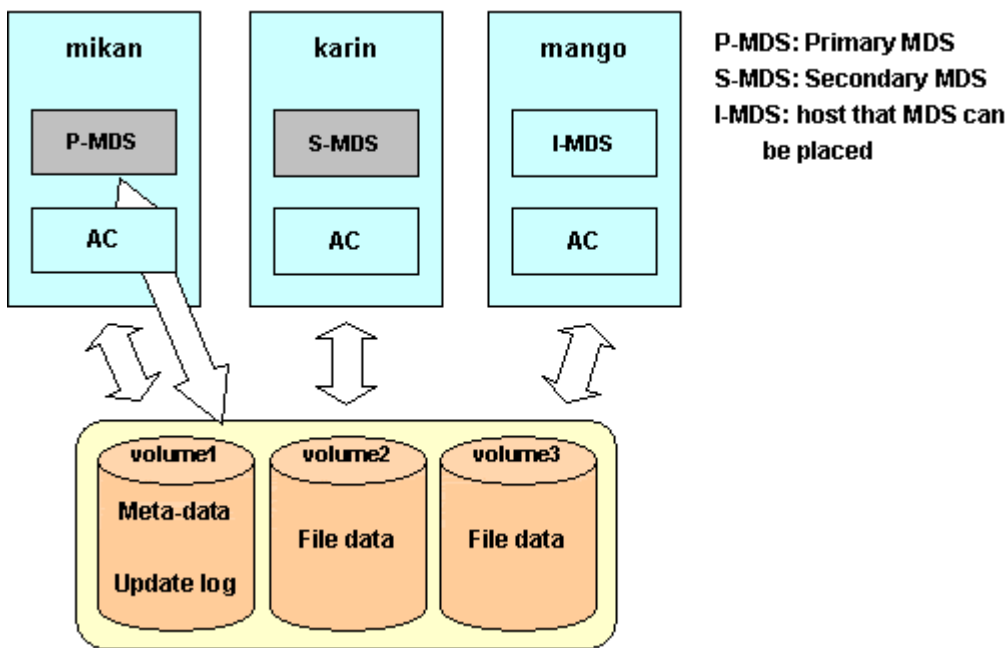 mikan
P-MDS
AC
karin
S-MDS
AC
mango
I-MDS
AC
P-MDS: Primary MDS
S-MDS: Secondary MDS
I-MDS: host that MDS can
be placed
volume1
Meta-data
Update log
volume2
File data
volume3
File data